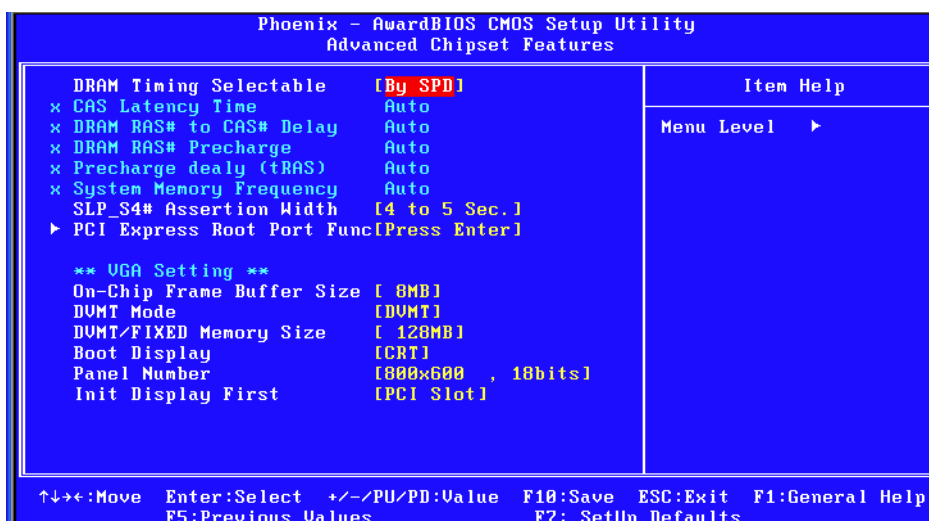 Phoenix - AwardBIOS CMOS Setup Utility
Advanced Chipset Features
DRAM Timing Selectable [By SPD]
x CAS Latency Time Auto
x DRAM RAS# to CAS# Delay Auto
x DRAM RAS# Precharge Auto
x Precharge dealy (tRAS) Auto
x System Memory Frequency Auto
SLP_S4# Assertion Width [4 to 5 Sec.]
▶ PCI Express Root Port Func[Press Enter]
** VGA Setting **
On-Chip Frame Buffer Size [ 8MB]
DVMT Mode [DVMT]
DVMT/FIXED Memory Size [ 128MB]
Boot Display [CRT]
Panel Number [800x600 , 18bits]
Init Display First [PCI Slot]
Item Help
Menu Level ▶
↑↓→←:Move Enter:Select +/-/PU/PD:Value F10:Save ESC:Exit F1:General Help
F5:Previous Values F7: SetUp Defaults